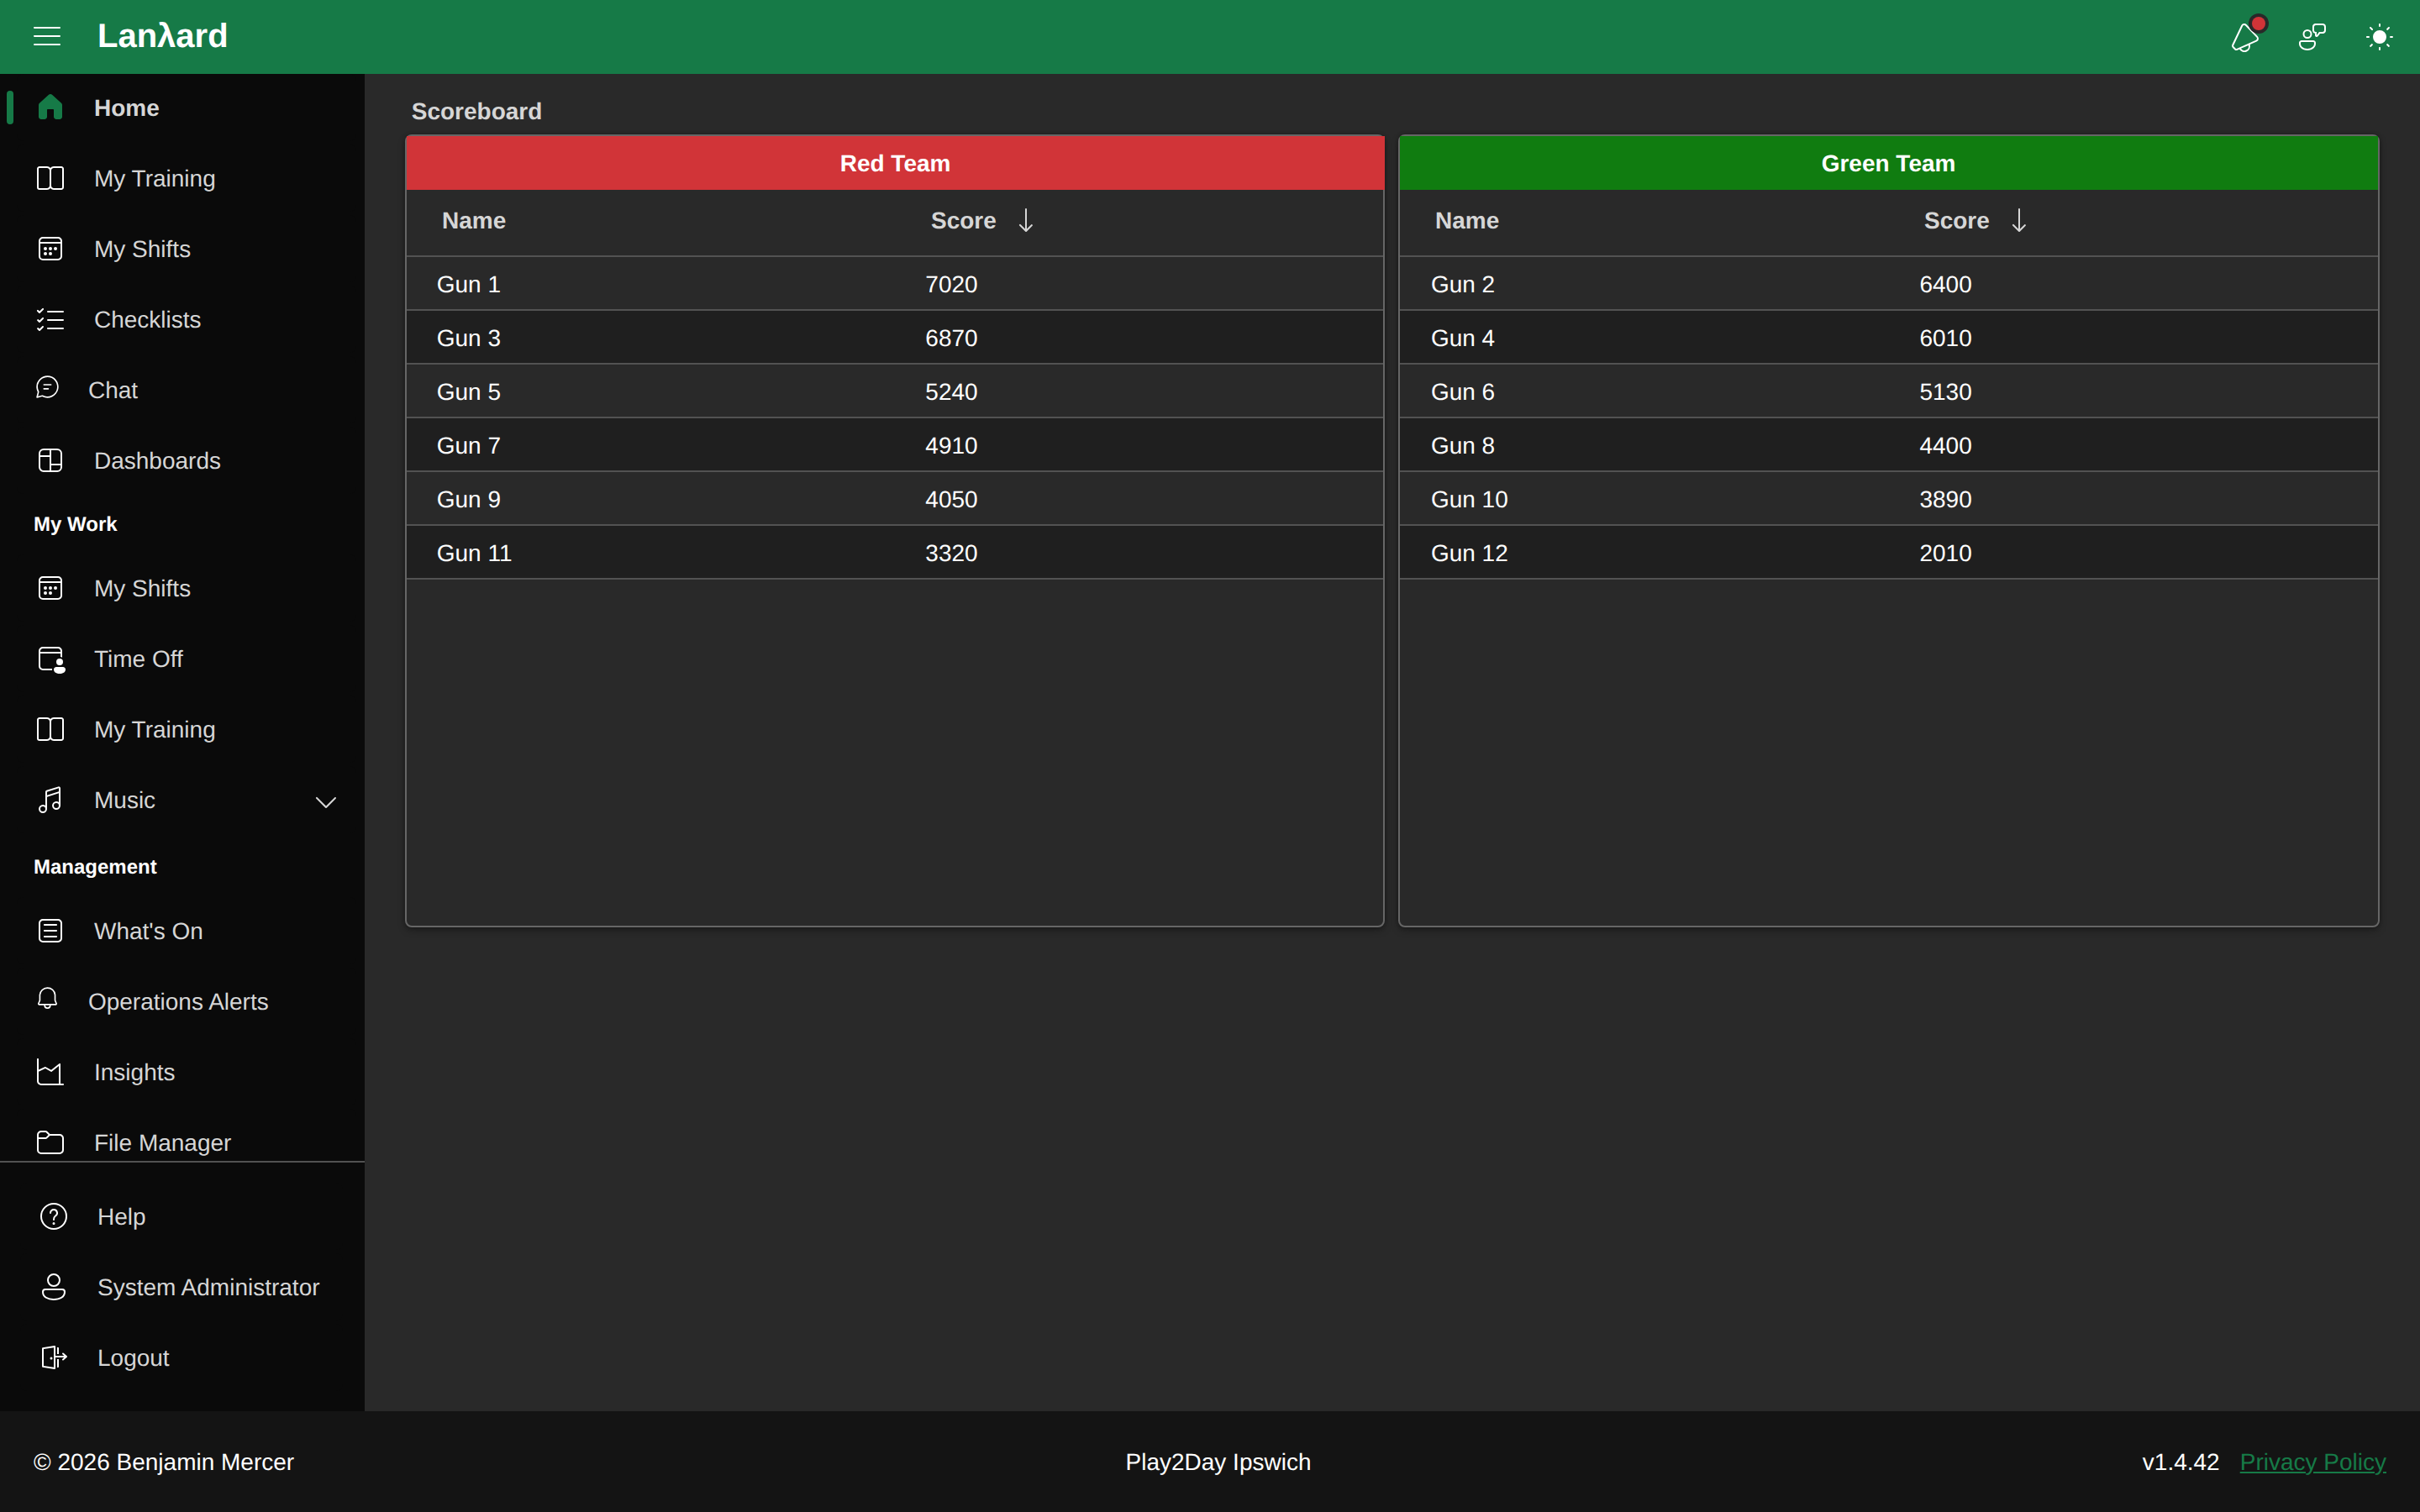 Lanλard
Home
My Training
My Shifts
Checklists
Chat
Dashboards
My Work
My Shifts
Time Off
My Training
Music
Management
What's On
Operations Alerts
Insights
File Manager
Help
System Administrator
Logout
Scoreboard
Red Team
Name Score
Gun 1 7020
Gun 3 6870
Gun 5 5240
Gun 7 4910
Gun 9 4050
Gun 11 3320
Green Team
Name Score
Gun 2 6400
Gun 4 6010
Gun 6 5130
Gun 8 4400
Gun 10 3890
Gun 12 2010
© 2026 Benjamin Mercer
Play2Day Ipswich
v1.4.42 Privacy Policy